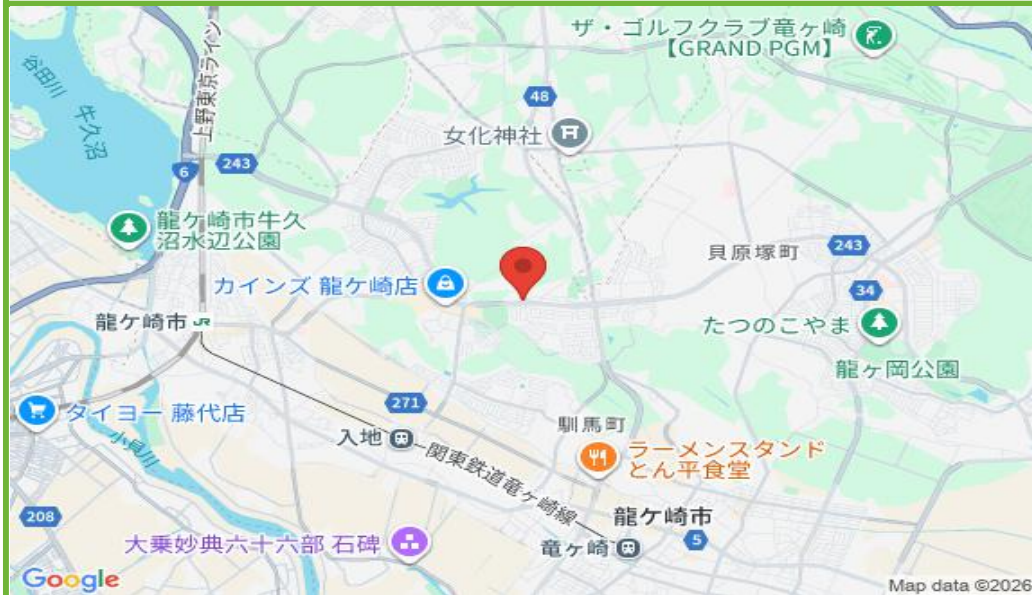 ザ・ゴルフクラブ竜ヶ崎
【GRAND PGM】
谷田川
牛久沼
上野東京ライン
48
女化神社
243
6
龍ケ崎市牛久
沼水辺公園
貝原塚町
243
カインズ 龍ケ崎店
34
龍ケ崎市 JR
たつのこやま
龍ヶ岡公園
271
タイヨー 藤代店
小貝川
入地
馴馬町
関東鉄道竜ヶ崎線
ラーメンスタンド
とん平食堂
208
龍ケ崎市
5
大乗妙典六十六部 石碑
竜ヶ崎
Google
Map data ©2026